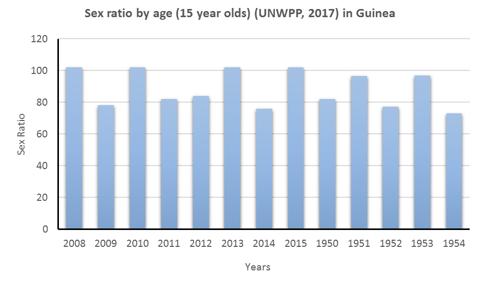 Sex ratio by age (15 year olds) (UNWPP, 2017) in Guinea
120
100
80
60
40
20
0
Sex Ratio
2008 2009 2010 2011 2012 2013 2014 2015 1950 1951 1952 1953 1954
Years